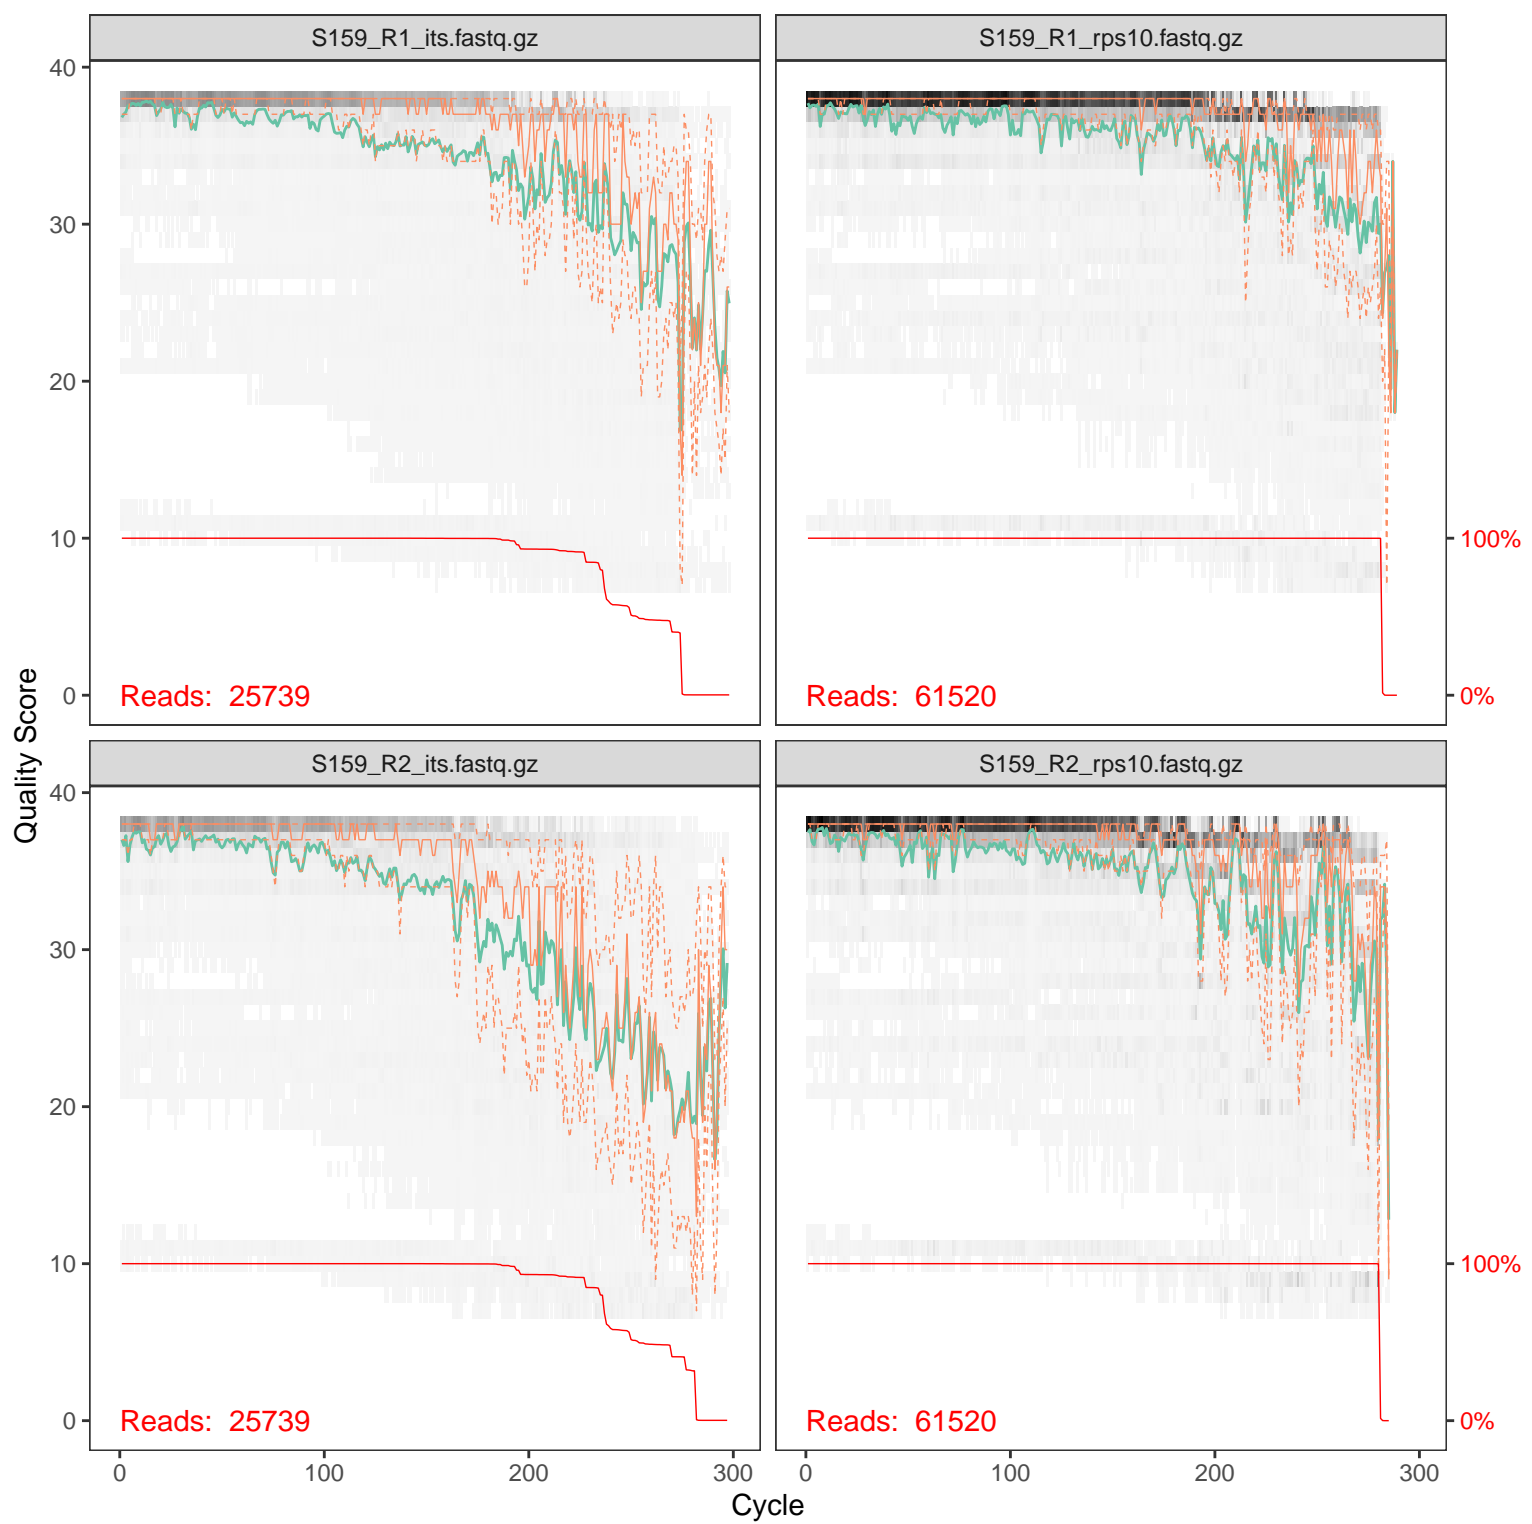 S159_R1_its.fastq.gz
S159_R1_rps10.fastq.gz
40
30
20
10
0
Reads: 25739
Reads: 61520
100%
0%
Quality Score
S159_R2_its.fastq.gz
S159_R2_rps10.fastq.gz
40
30
20
10
0
Reads: 25739
Reads: 61520
100%
0%
0 100 200 300
0 100 200 300
Cycle